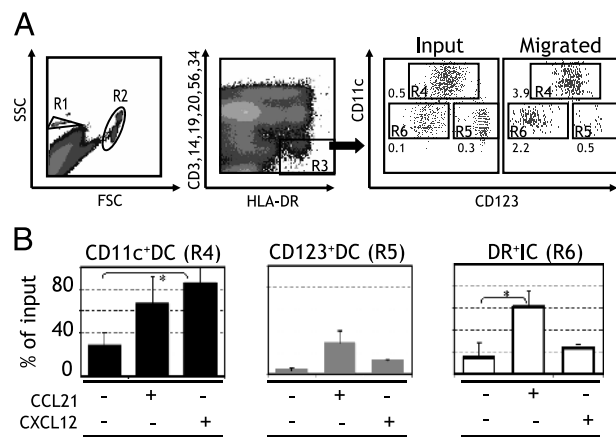 A
Input Migrated
SSC
R1
R2
FSC
CD3,14,19,20,56,34
R3
HLA-DR
CD11c
0.5 R4
R6 R5
0.1 0.3
3.9 R4
R6 R5
2.2 0.5
CD123
B
CD11c⁺DC (R4) CD123⁺DC (R5) DR⁺IC (R6)
% of input
80
40
0
*
*
CCL21 - + - - + - - + -
CXCL12 - - + - - + - - +